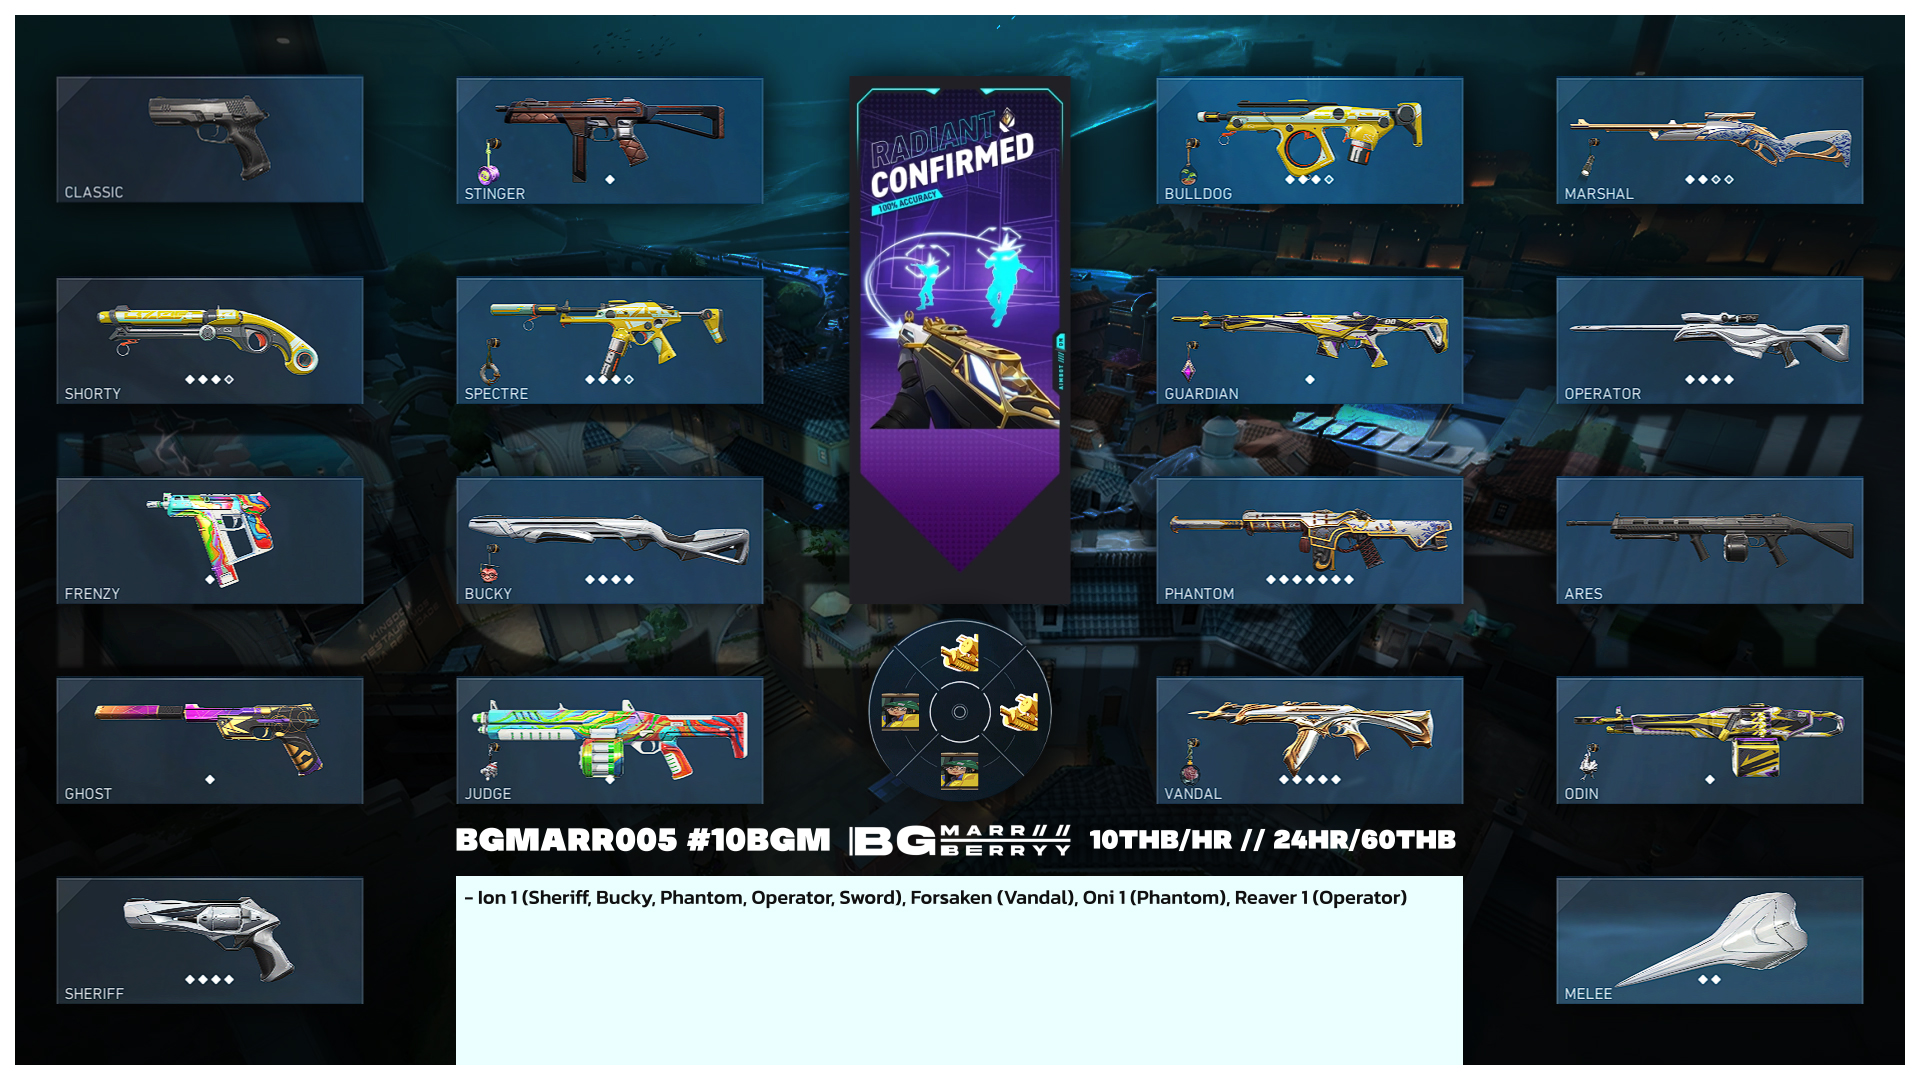 CLASSIC
STINGER
RADIANT
CONFIRMED
100% ACCURACY
BULLDOG
MARSHAL
SHORTY
SPECTRE
GUARDIAN
OPERATOR
FRENZY
BUCKY
PHANTOM
ARES
GHOST
JUDGE
VANDAL
ODIN
BGMARR005 #10BGM
BG MARR// //
BERRYY
10THB/HR // 24HR/60THB
SHERIFF
- Ion 1 (Sheriff, Bucky, Phantom, Operator, Sword), Forsaken (Vandal), Oni 1 (Phantom), Reaver 1 (Operator)
MELEE